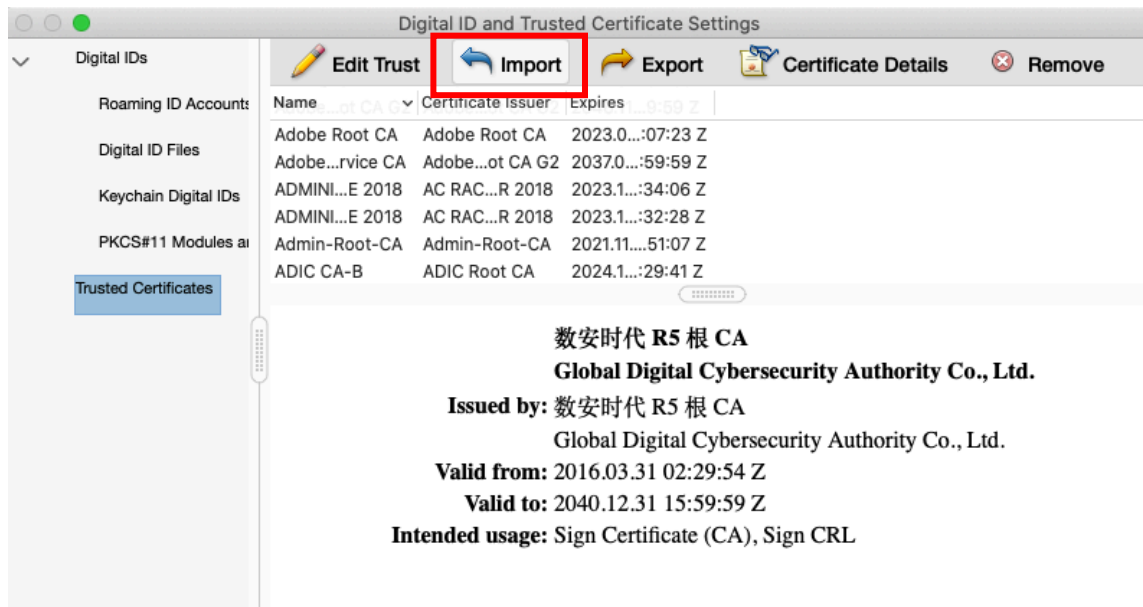 Digital ID and Trusted Certificate Settings
Digital IDs
Roaming ID Accounts
Digital ID Files
Keychain Digital IDs
PKCS#11 Modules
Trusted Certificates
Edit Trust Import Export Certificate Details Remove
Name Certificate Issuer Expires
Adobe Root CA Adobe Root CA 2023.0...:07:23 Z
Adobe...rvice CA Adobe...ot CA G2 2037.0...:59:59 Z
ADMINI...E 2018 AC RAC...R 2018 2023.1...:34:06 Z
ADMINI...E 2018 AC RAC...R 2018 2023.1...:32:28 Z
Admin-Root-CA Admin-Root-CA 2021.11....51:07 Z
ADIC CA-B ADIC Root CA 2024.1...:29:41 Z
数安时代 R5 根 CA
Global Digital Cybersecurity Authority Co., Ltd.
Issued by: 数安时代 R5 根 CA
Global Digital Cybersecurity Authority Co., Ltd.
Valid from: 2016.03.31 02:29:54 Z
Valid to: 2040.12.31 15:59:59 Z
Intended usage: Sign Certificate (CA), Sign CRL